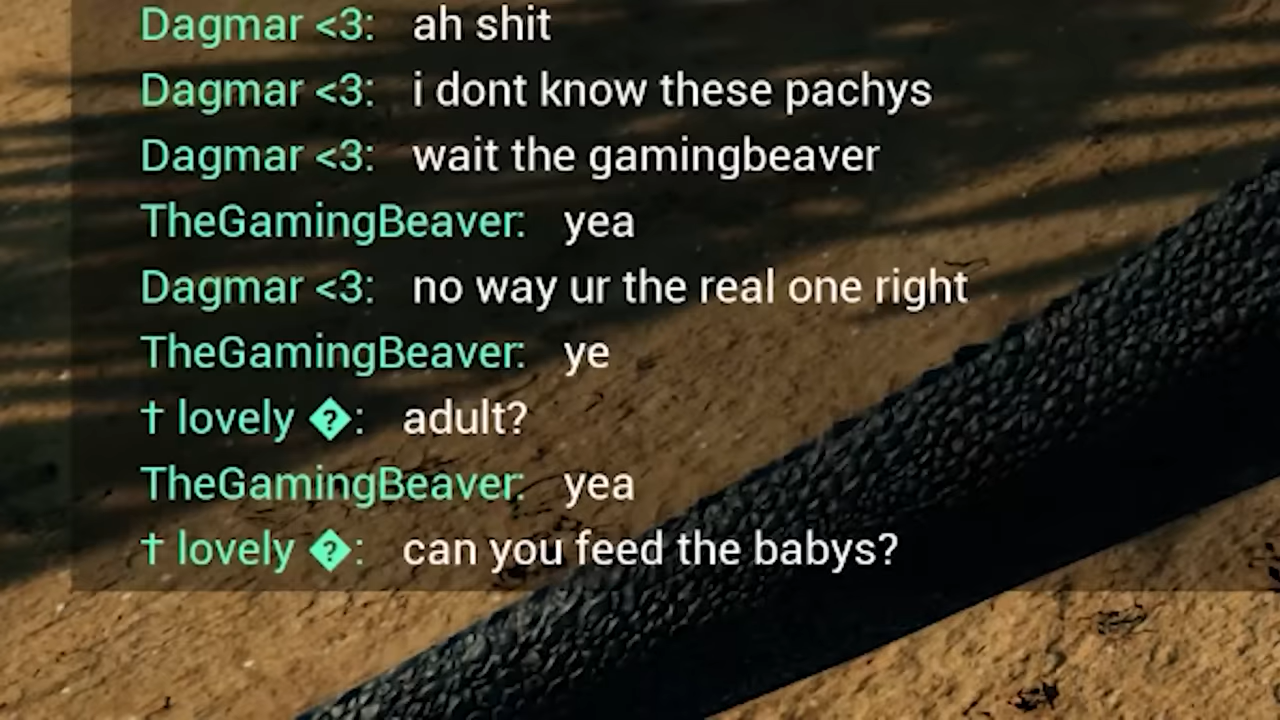 Dagmar <3: ah shit
Dagmar <3: i dont know these pachys
Dagmar <3: wait the gamingbeaver
TheGamingBeaver: yea
Dagmar <3: no way ur the real one right
TheGamingBeaver: ye
† lovely �: adult?
TheGamingBeaver: yea
† lovely �: can you feed the babys?